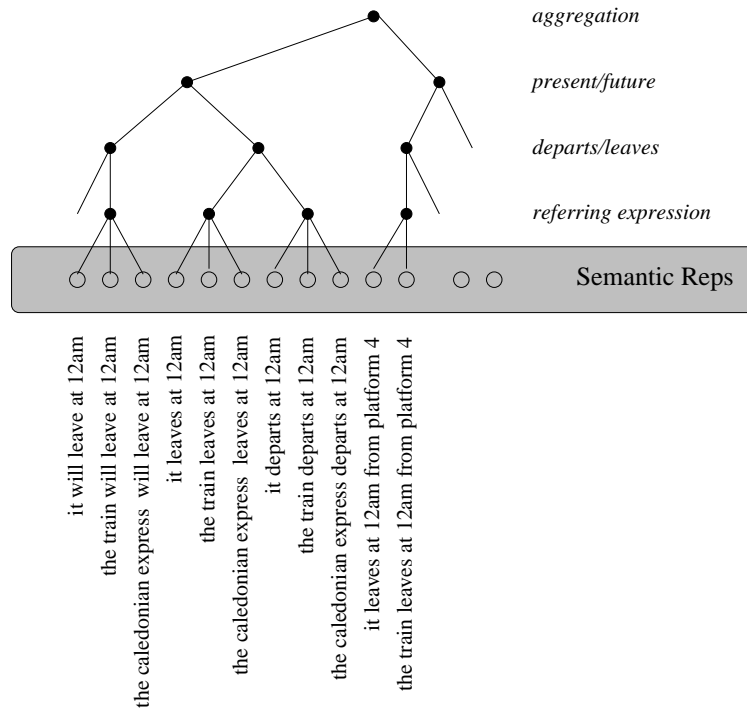 aggregation
present/future
departs/leaves
referring expression
Semantic Reps
it will leave at 12am
the train will leave at 12am
the caledonian express will leave at 12am
it leaves at 12am
the train leaves at 12am
the caledonian express leaves at 12am
it departs at 12am
the train departs at 12am
the caledonian express departs at 12am
it leaves at 12am from platform 4
the train leaves at 12am from platform 4